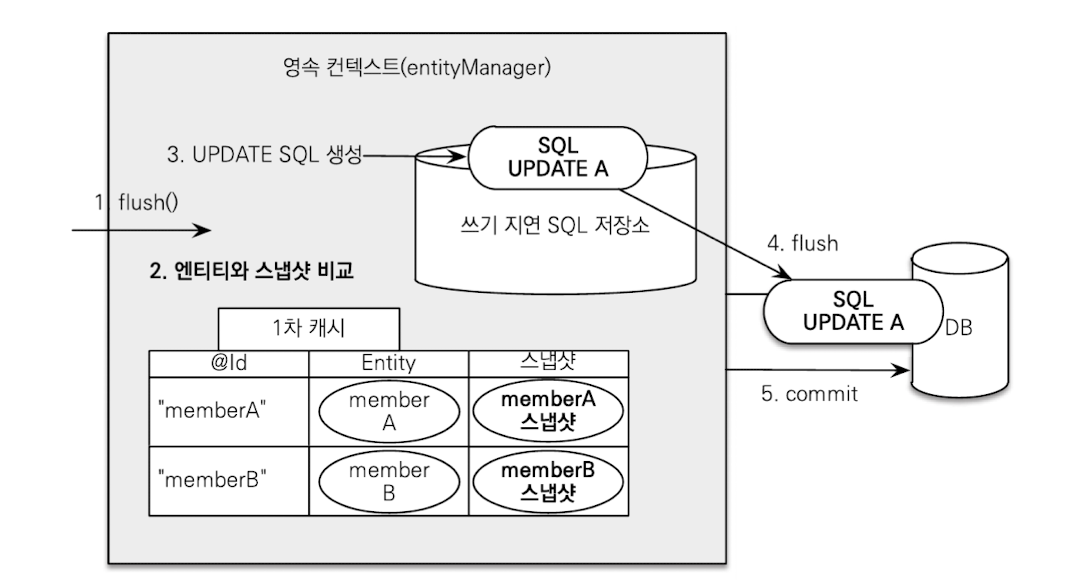 영속 컨텍스트(entityManager)
3. UPDATE SQL 생성
SQL
UPDATE A
1. flush()
쓰기 지연 SQL 저장소
4. flush
2. 엔티티와 스냅샷 비교
SQL
UPDATE A
DB
1차 캐시
@Id Entity 스냅샷
5. commit
"memberA"
member
A
memberA
스냅샷
"memberB"
member
B
memberB
스냅샷